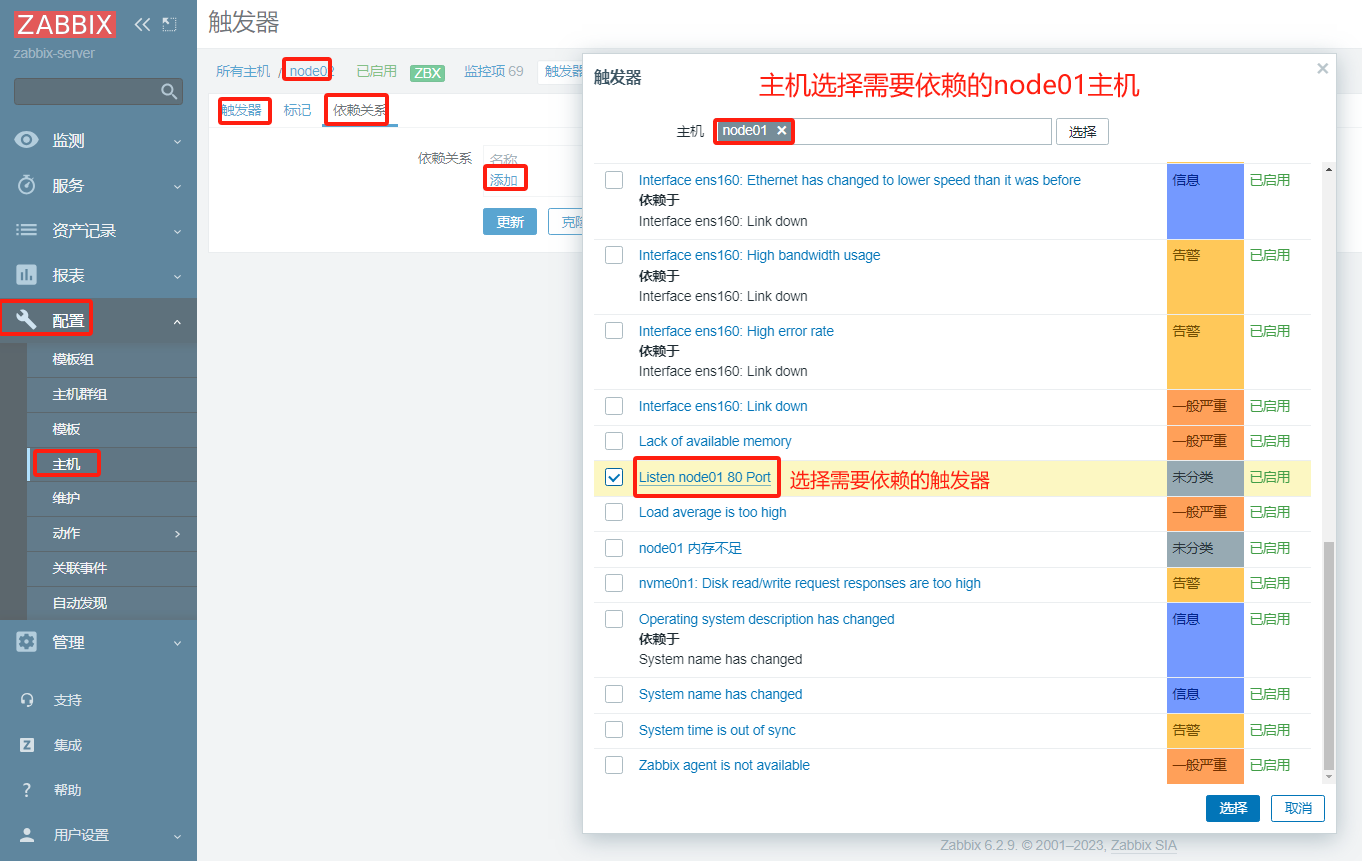 ZABBIX
zabbix-server
监测
服务
资产记录
报表
配置
模板组
主机群组
模板
主机
维护
动作
关联事件
自动发现
管理
支持
集成
帮助
用户设置
触发器
所有主机 / node02 已启用 ZBX 监控项 69 触发器
触发器 标记 依赖关系
依赖关系 名称
添加
更新
触发器
主机选择需要依赖的node01主机
主机 node01 选择
Interface ens160: Ethernet has changed to lower speed than it was before 信息 已启用
依赖于
Interface ens160: Link down
Interface ens160: High bandwidth usage 告警 已启用
依赖于
Interface ens160: Link down
Interface ens160: High error rate 告警 已启用
依赖于
Interface ens160: Link down
Interface ens160: Link down 一般严重 已启用
Lack of available memory 一般严重 已启用
Listen node01 80 Port 选择需要依赖的触发器 未分类 已启用
Load average is too high 一般严重 已启用
node01 内存不足 未分类 已启用
nvme0n1: Disk read/write request responses are too high 告警 已启用
Operating system description has changed 信息 已启用
依赖于
System name has changed
System name has changed 信息 已启用
System time is out of sync 告警 已启用
Zabbix agent is not available 一般严重 已启用
选择 取消
Zabbix 6.2.9. © 2001–2023, Zabbix SIA